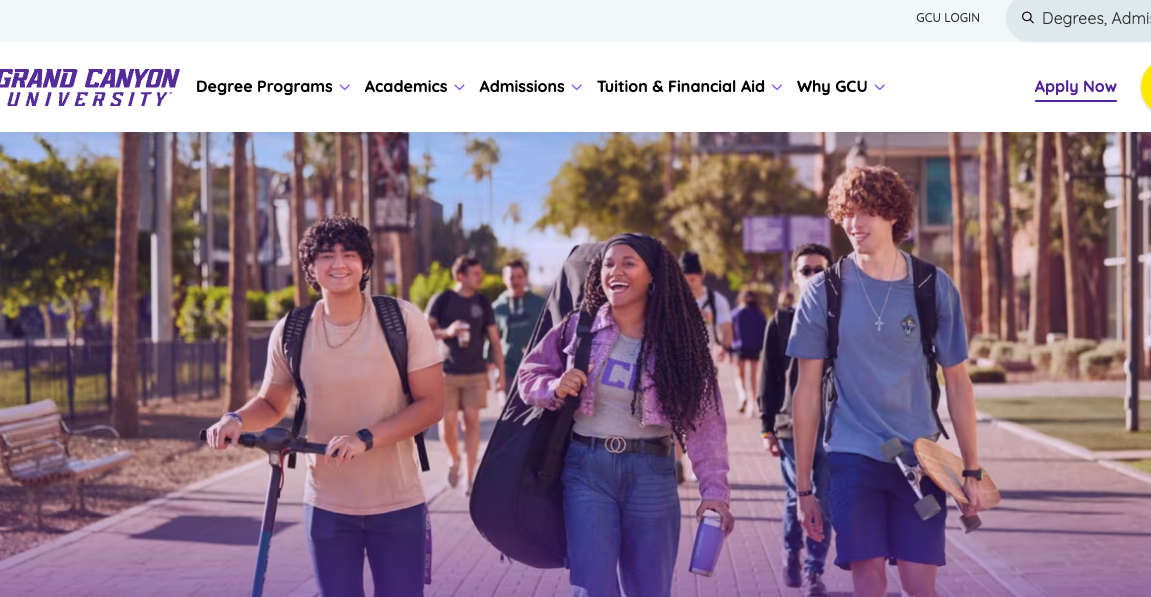 GCU LOGIN
Degrees, Admis
GRAND CANYON
UNIVERSITY
Degree Programs
Academics
Admissions
Tuition & Financial Aid
Why GCU
Apply Now